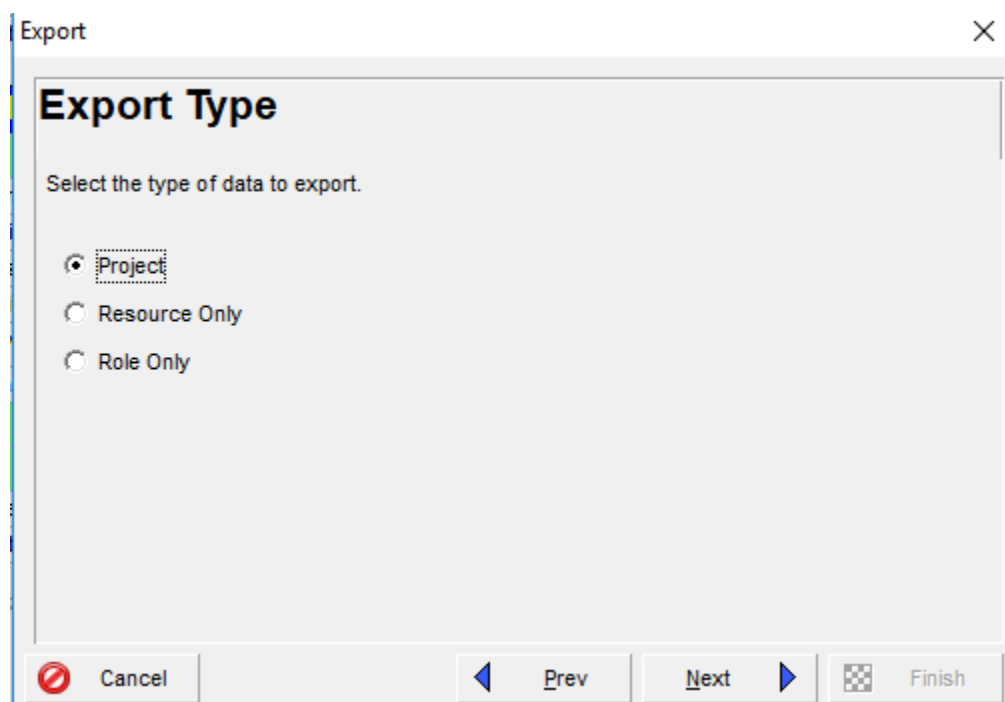 Export
Export Type
Select the type of data to export.
Project
Resource Only
Role Only
Cancel
Prev
Next
Finish